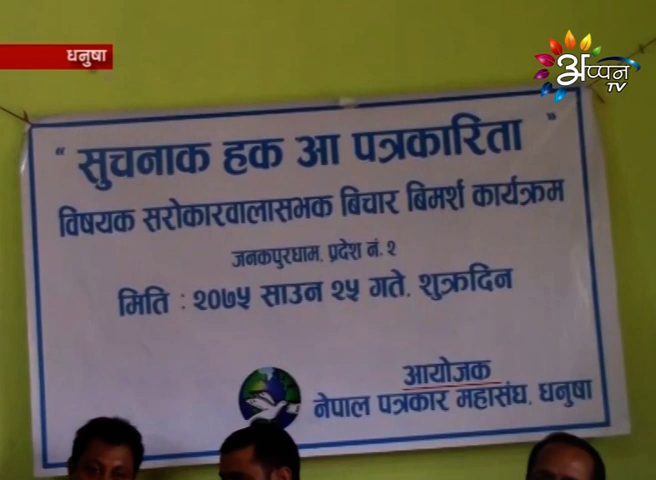 धनुषा
अप्पन
TV
" सुचनाक हक आ पत्रकारिता "
विषयक सरोकारवालासभक बिचार बिमर्श कार्यक्रम
जनकपुरधाम, प्रदेश नं. २
मिति : २०७५ साउन २५ गते, शुक्रदिन
आयोजक
नेपाल पत्रकार महासंघ, धनुषा